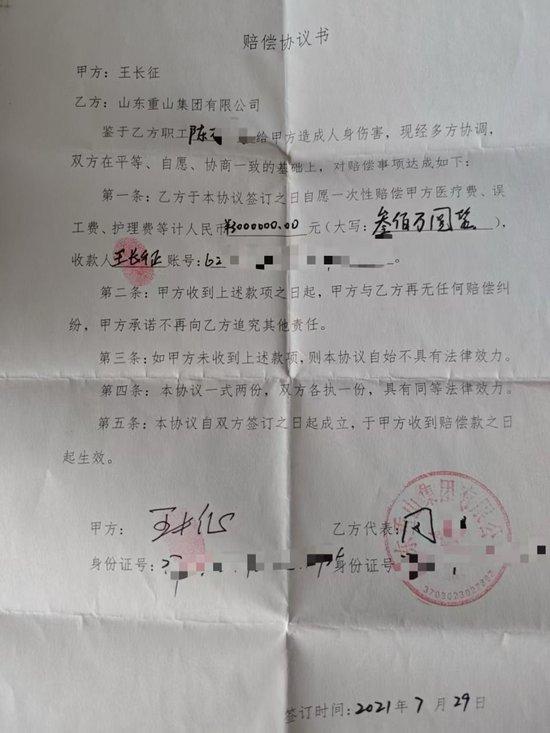 赔偿协议书
甲方：王长征
乙方：山东重山集团有限公司
鉴于乙方职工陈 给甲方造成人身伤害，现经多方协调，
双方在平等、自愿、协商一致的基础上，对赔偿事项达成如下：
第一条：乙方于本协议签订之日自愿一次性赔偿甲方医疗费、误
工费、护理费等计人民币¥3000000.00 元（大写：叁佰万圆整），
收款人王长征 账号：62 。
第二条：甲方收到上述款项之日起，甲方与乙方再无任何赔偿纠
纷，甲方承诺不再向乙方追究其他责任。
第三条：如甲方未收到上述款项，则本协议自始不具有法律效力。
第四条：本协议一式两份，双方各执一份，具有同等法律效力。
第五条：本协议自双方签订之日起成立，于甲方收到赔偿款之日
起生效。
甲方：王长征 乙方代表：
身份证号： 身份证号
山集团有限公
签订时间：2021年7月29日